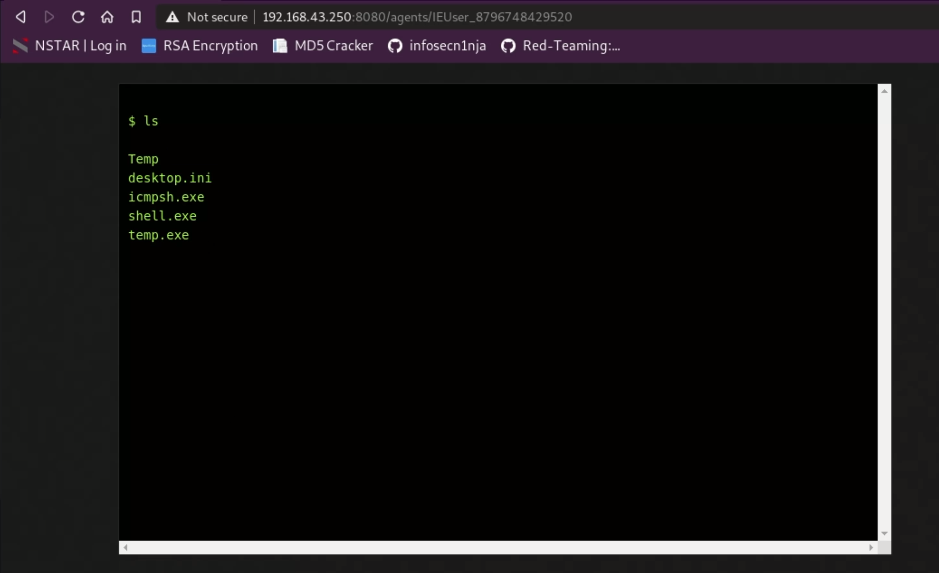 Not secure | 192.168.43.250:8080/agents/IEUser_8796748429520
NSTAR | Log in RSA Encryption MD5 Cracker infosecn1nja Red-Teaming:...
$ ls
Temp
desktop.ini
icmpsh.exe
shell.exe
temp.exe